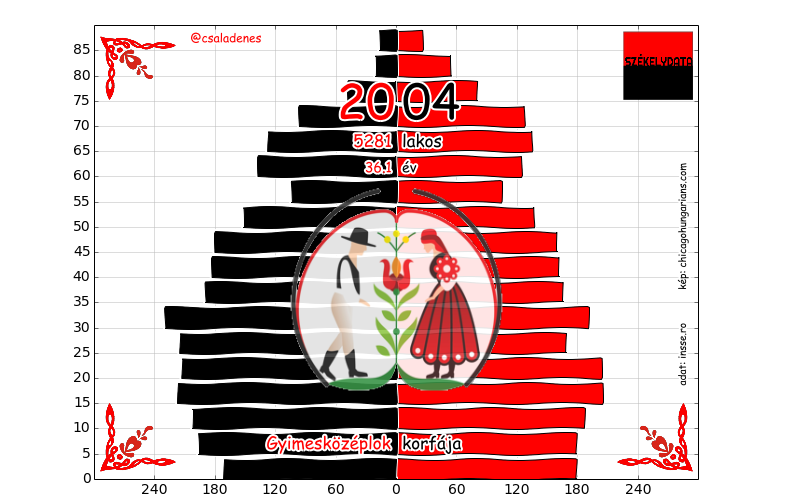 @csaladenes
SZÉKELYDATA
2004
5281 lakos
36.1 év
kép: chicagohungarians.com
adat: insse.ro
Gyimesközéplok korfája
85
80
75
70
65
60
55
50
45
40
35
30
25
20
15
10
5
0
240 180 120 60 0 60 120 180 240